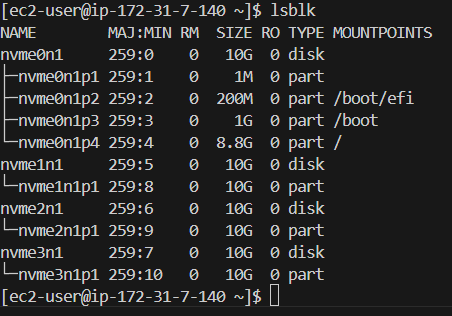 [ec2-user@ip-172-31-7-140 ~]$ lsblk
NAME        MAJ:MIN RM  SIZE RO TYPE MOUNTPOINTS
nvme0n1     259:0    0   10G  0 disk
├─nvme0n1p1 259:1    0    1M  0 part
├─nvme0n1p2 259:2    0  200M  0 part /boot/efi
├─nvme0n1p3 259:3    0    1G  0 part /boot
└─nvme0n1p4 259:4    0  8.8G  0 part /
nvme1n1     259:5    0   10G  0 disk
└─nvme1n1p1 259:8    0   10G  0 part
nvme2n1     259:6    0   10G  0 disk
└─nvme2n1p1 259:9    0   10G  0 part
nvme3n1     259:7    0   10G  0 disk
└─nvme3n1p1 259:10   0   10G  0 part
[ec2-user@ip-172-31-7-140 ~]$